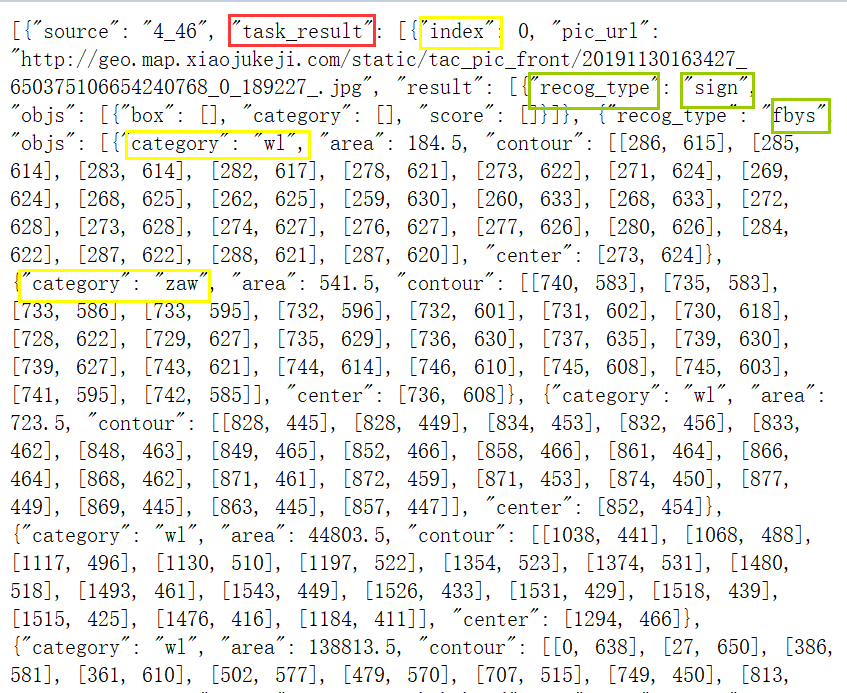 [{"source": "4_46", "task_result": [{"index": 0, "pic_url":
"http://geo.map.xiaojukeji.com/static/tac_pic_front/20191130163427_
650375106654240768_0_189227_.jpg", "result": [{"recog_type": "sign",
"objs": [{"box": [], "category": [], "score": []}]}, {"recog_type": "fbys",
"objs": [{"category": "wl", "area": 184.5, "contour": [[286, 615], [285,
614], [283, 614], [282, 617], [278, 621], [273, 622], [271, 624], [269,
624], [268, 625], [262, 625], [259, 630], [260, 633], [268, 633], [272,
628], [273, 628], [274, 627], [276, 627], [277, 626], [280, 626], [284,
622], [287, 622], [288, 621], [287, 620]], "center": [273, 624]},
{"category": "zaw", "area": 541.5, "contour": [[740, 583], [735, 583],
[733, 586], [733, 595], [732, 596], [732, 601], [731, 602], [730, 618],
[728, 622], [729, 627], [735, 629], [736, 630], [737, 635], [739, 630],
[739, 627], [743, 621], [744, 614], [746, 610], [745, 608], [745, 603],
[741, 595], [742, 585]], "center": [736, 608]}, {"category": "wl", "area":
723.5, "contour": [[828, 445], [828, 449], [834, 453], [832, 456], [833,
462], [848, 463], [849, 465], [852, 466], [858, 466], [861, 464], [866,
464], [868, 462], [871, 461], [872, 459], [871, 453], [874, 450], [877,
449], [869, 445], [863, 445], [857, 447]], "center": [852, 454]},
{"category": "wl", "area": 44803.5, "contour": [[1038, 441], [1068, 488],
[1117, 496], [1130, 510], [1197, 522], [1354, 523], [1374, 531], [1480,
518], [1493, 461], [1543, 449], [1526, 433], [1531, 429], [1518, 439],
[1515, 425], [1476, 416], [1184, 411]], "center": [1294, 466]},
{"category": "wl", "area": 138813.5, "contour": [[0, 638], [27, 650], [386,
581], [361, 610], [502, 577], [479, 570], [707, 515], [749, 450], [813,